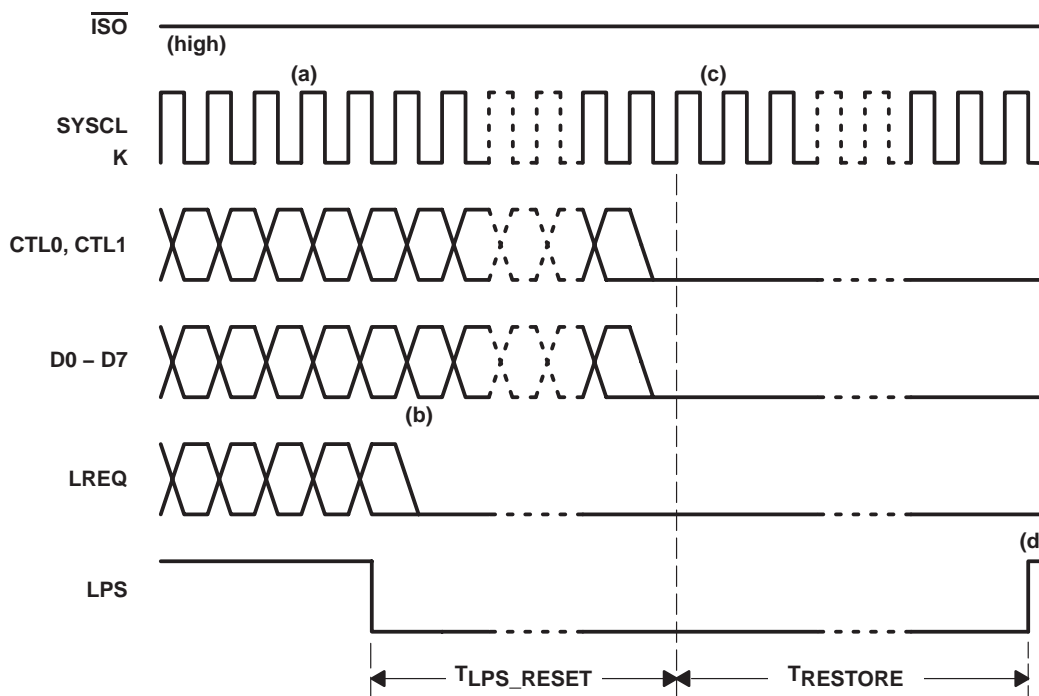 ISO
(high)
(a)
(c)
SYSCL
K
CTL0, CTL1
D0 – D7
(b)
LREQ
(d
LPS
TLPS_RESET
TRESTORE